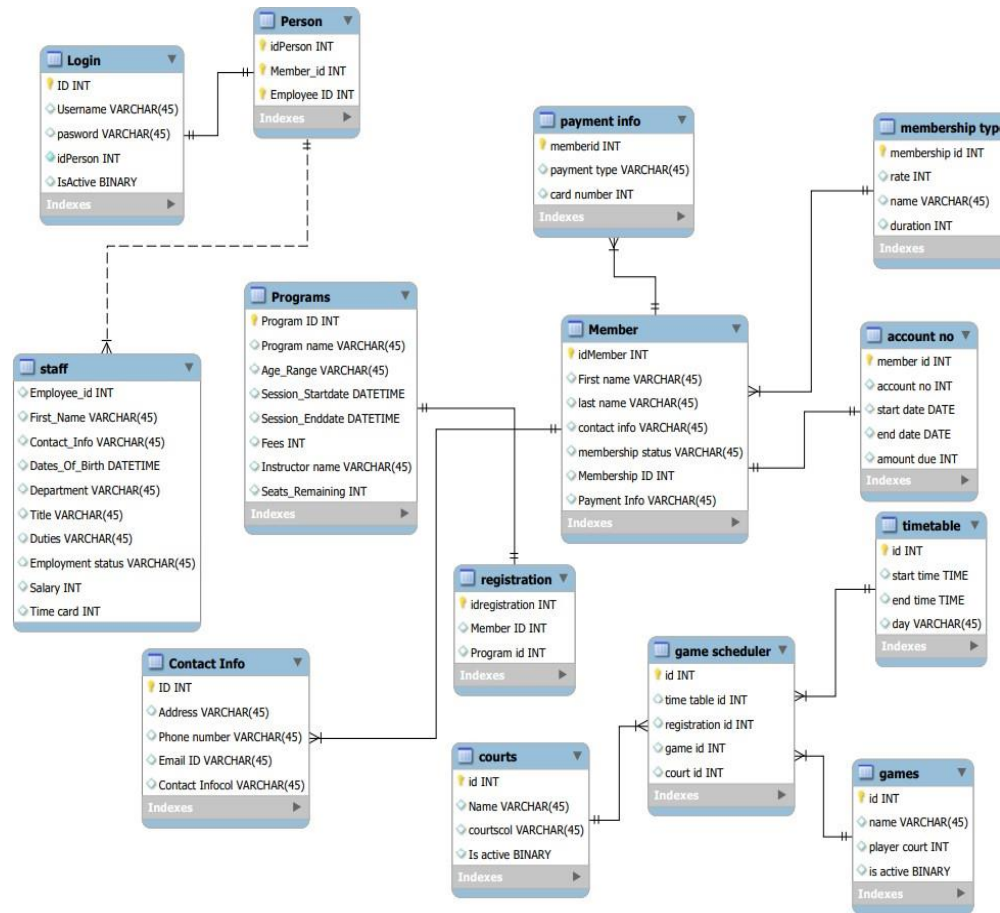 Person
idPerson INT
Member_id INT
Employee ID INT
Indexes
Login
ID INT
Username VARCHAR(45)
pasword VARCHAR(45)
idPerson INT
IsActive BINARY
Indexes
payment info
memberid INT
payment type VARCHAR(45)
card number INT
Indexes
membership type
membership id INT
rate INT
name VARCHAR(45)
duration INT
Indexes
Programs
Program ID INT
Program name VARCHAR(45)
Age_Range VARCHAR(45)
Session_Startdate DATETIME
Session_Enddate DATETIME
Fees INT
Instructor name VARCHAR(45)
Seats_Remaining INT
Indexes
Member
idMember INT
First name VARCHAR(45)
last name VARCHAR(45)
contact info VARCHAR(45)
membership status VARCHAR(45)
Membership ID INT
Payment Info VARCHAR(45)
Indexes
account no
member id INT
account no INT
start date DATE
end date DATE
amount due INT
Indexes
staff
Employee_id INT
First_Name VARCHAR(45)
Contact_Info VARCHAR(45)
Dates_Of_Birth DATETIME
Department VARCHAR(45)
Title VARCHAR(45)
Duties VARCHAR(45)
Employment status VARCHAR(45)
Salary INT
Time card INT
timetable
id INT
start time TIME
end time TIME
day VARCHAR(45)
Indexes
registration
idregistration INT
Member ID INT
Program id INT
Indexes
Contact Info
ID INT
Address VARCHAR(45)
Phone number VARCHAR(45)
Email ID VARCHAR(45)
Contact Infocol VARCHAR(45)
Indexes
game scheduler
id INT
time table id INT
registration id INT
game id INT
court id INT
Indexes
courts
id INT
Name VARCHAR(45)
courtscol VARCHAR(45)
Is active BINARY
Indexes
games
id INT
name VARCHAR(45)
player court INT
is active BINARY
Indexes